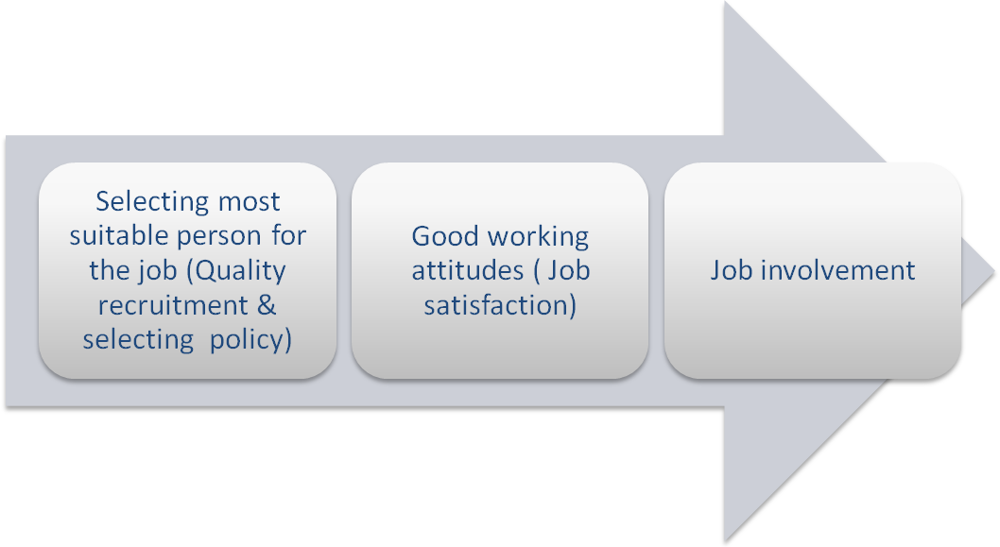 Selecting most
suitable person for
the job (Quality
recruitment &
selecting  policy)
Good working
attitudes ( Job
satisfaction)
Job involvement